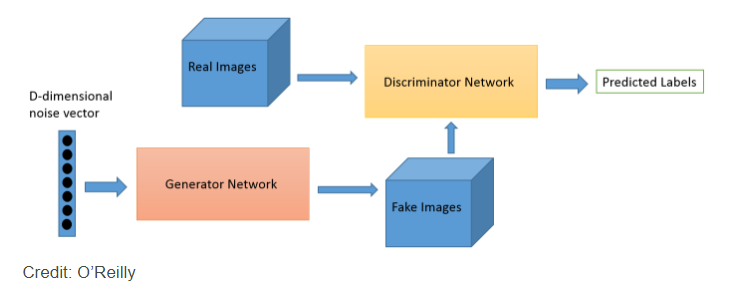 Real Images
Discriminator Network
Predicted Labels
D-dimensional
noise vector
Generator Network
Fake Images
Credit: O’Reilly